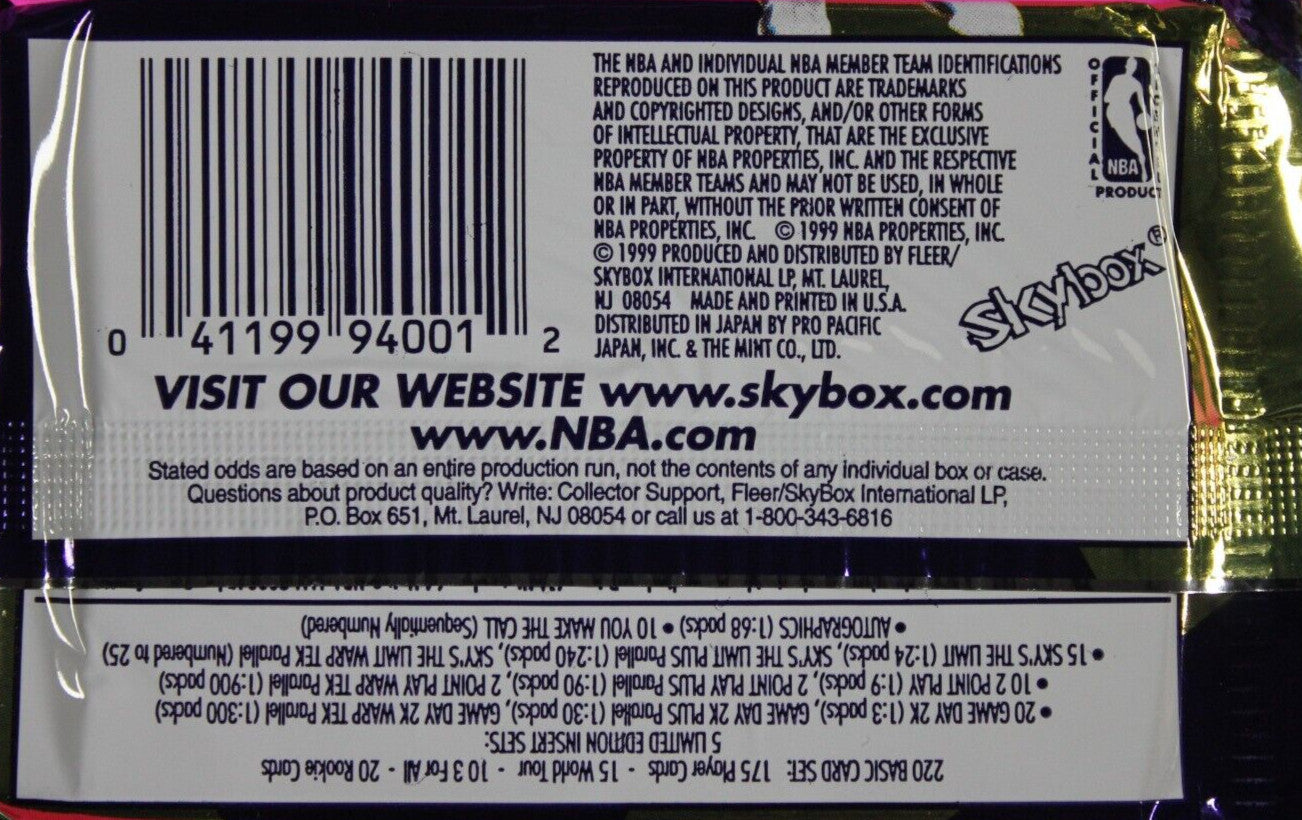 THE NBA AND INDIVIDUAL NBA MEMBER TEAM IDENTIFICATIONS
REPRODUCED ON THIS PRODUCT ARE TRADEMARKS
AND COPYRIGHTED DESIGNS, AND/OR OTHER FORMS
OF INTELLECTUAL PROPERTY, THAT ARE THE EXCLUSIVE
PROPERTY OF NBA PROPERTIES, INC. AND THE RESPECTIVE
NBA MEMBER TEAMS AND MAY NOT BE USED, IN WHOLE
OR IN PART, WITHOUT THE PRIOR WRITTEN CONSENT OF
NBA PROPERTIES, INC. © 1999 NBA PROPERTIES, INC.
© 1999 PRODUCED AND DISTRIBUTED BY FLEER/
SKYBOX INTERNATIONAL LP, MT. LAUREL,
NJ 08054 MADE AND PRINTED IN U.S.A.
DISTRIBUTED IN JAPAN BY PRO PACIFIC
JAPAN, INC. & THE MINT CO., LTD.
OFFICIAL
NBA
PRODUCT
skybox®
0 41199 94001 2
VISIT OUR WEBSITE www.skybox.com
www.NBA.com
Stated odds are based on an entire production run, not the contents of any individual box or case.
Questions about product quality? Write: Collector Support, Fleer/SkyBox International LP,
P.O. Box 651, Mt. Laurel, NJ 08054 or call us at 1-800-343-6816
220 BASIC CARD SET: 175 Player Cards - 15 World Tour - 10 3 For All - 20 Rookie Cards
5 LIMITED EDITION INSERT SETS:
• 20 GAME DAY 2K (1:3 packs), GAME DAY 2K PLUS Parallel (1:30 packs), GAME DAY 2K WARP TEK Parallel (1:300 packs)
• 10 2 POINT PLAY (1:9 packs), 2 POINT PLAY PLUS Parallel (1:90 packs), 2 POINT PLAY WARP TEK Parallel (1:900 packs)
• 15 SKY'S THE LIMIT (1:24 packs), SKY'S THE LIMIT PLUS Parallel (1:240 packs), SKY'S THE LIMIT WARP TEK Parallel (Numbered to 25)
• AUTOGRAPHICS (1:68 packs) • 10 YOU MAKE THE CALL (Sequentially Numbered)